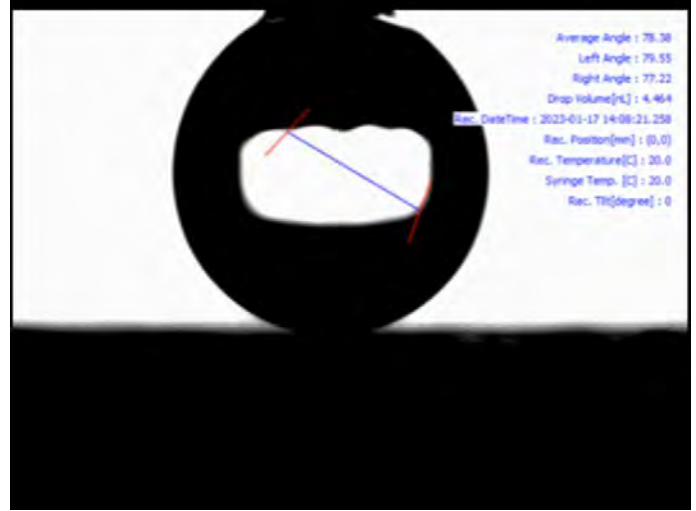 Average Angle : 78.38
Left Angle : 79.55
Right Angle : 77.22
Drop Volume[nL] : 4.464
Rec. DateTime : 2023-01-17 14:08:21.258
Rec. Position[mm] : (0,0)
Rec. Temperature[C] : 20.0
Syringe Temp. [C] : 20.0
Rec. Tilt[degree] : 0